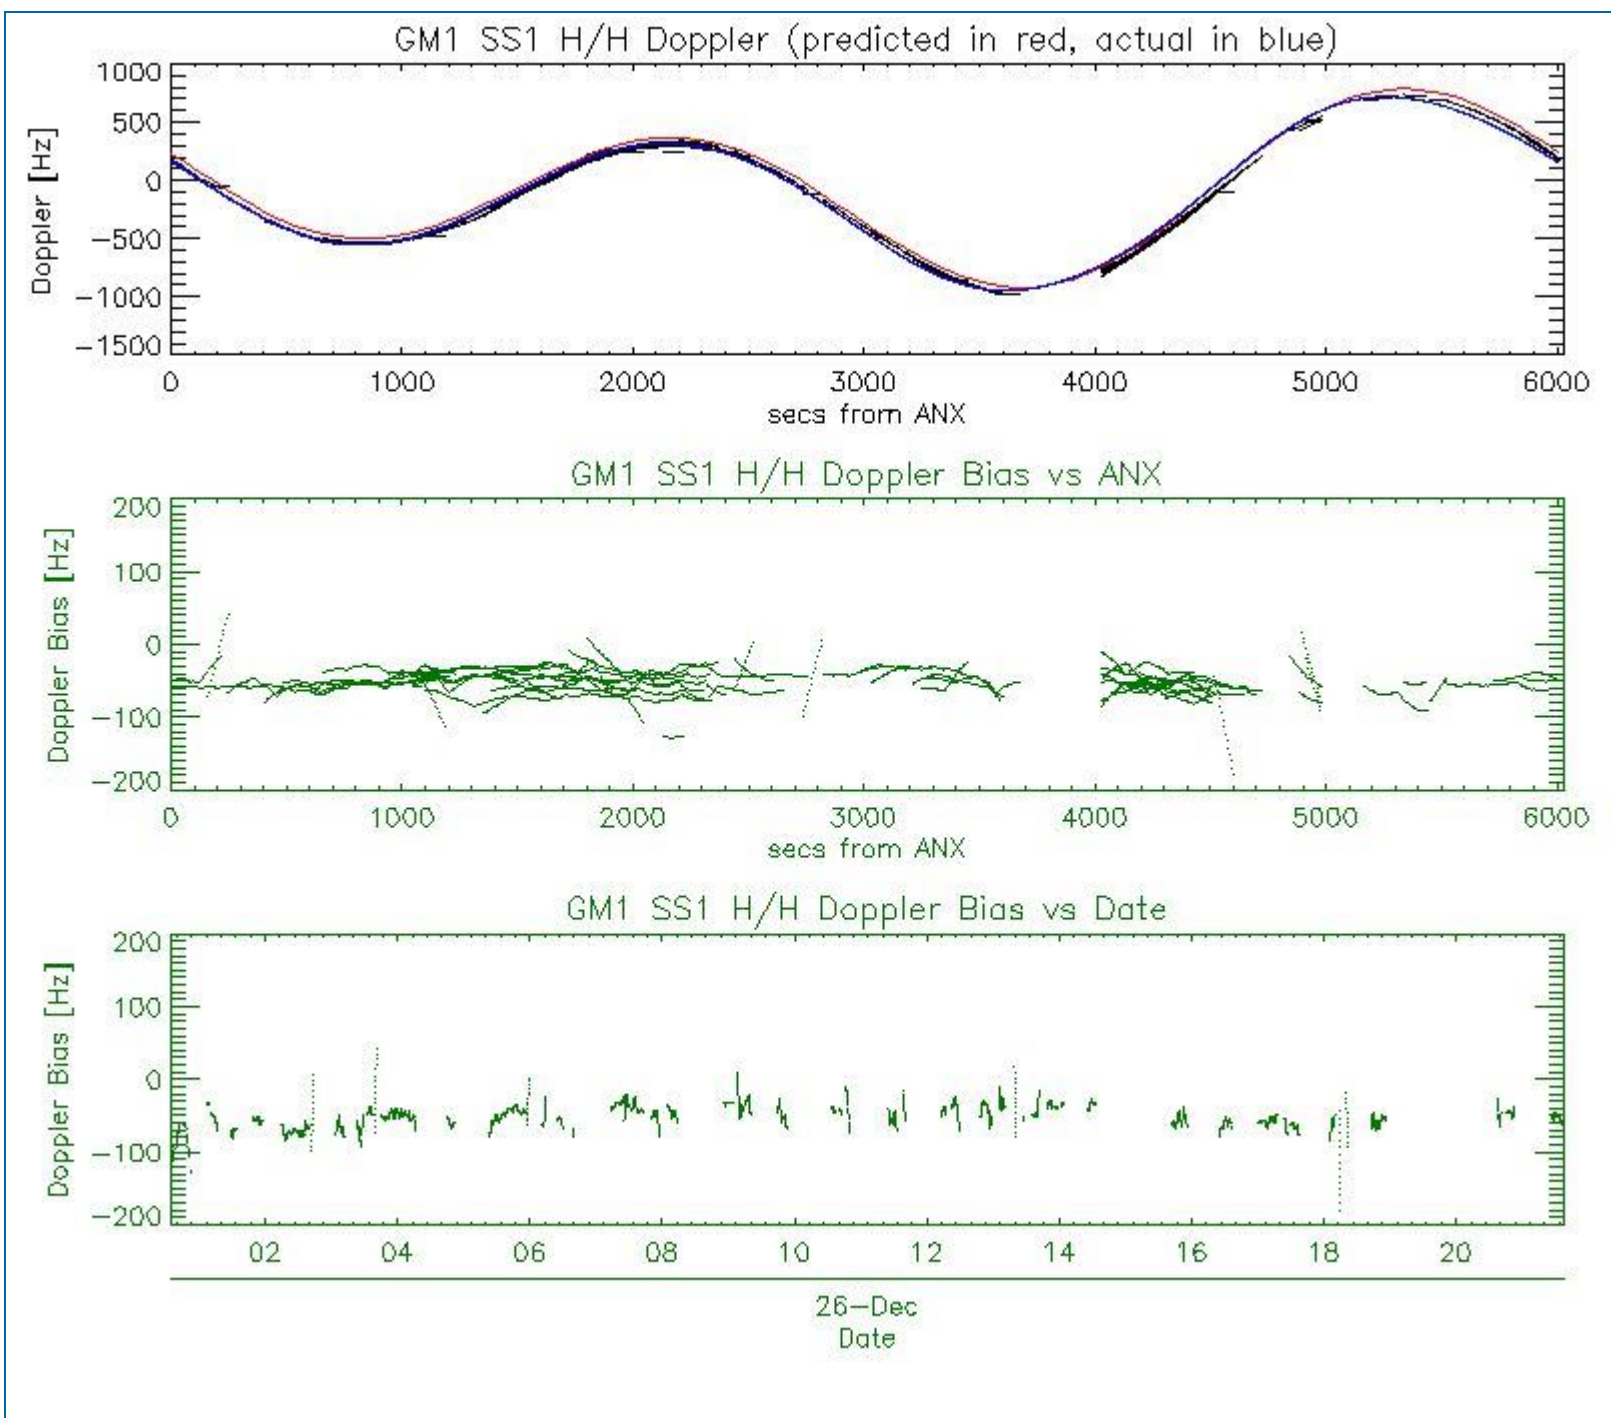 GM1 SS1 H/H Doppler (predicted in red, actual in blue)
1000
500
0
−500
−1000
−1500
Doppler [Hz]
0 1000 2000 3000 4000 5000 6000
secs from ANX
GM1 SS1 H/H Doppler Bias vs ANX
200
100
0
−100
−200
Doppler Bias [Hz]
0 1000 2000 3000 4000 5000 6000
secs from ANX
GM1 SS1 H/H Doppler Bias vs Date
200
100
0
−100
−200
Doppler Bias [Hz]
02 04 06 08 10 12 14 16 18 20
26−Dec
Date